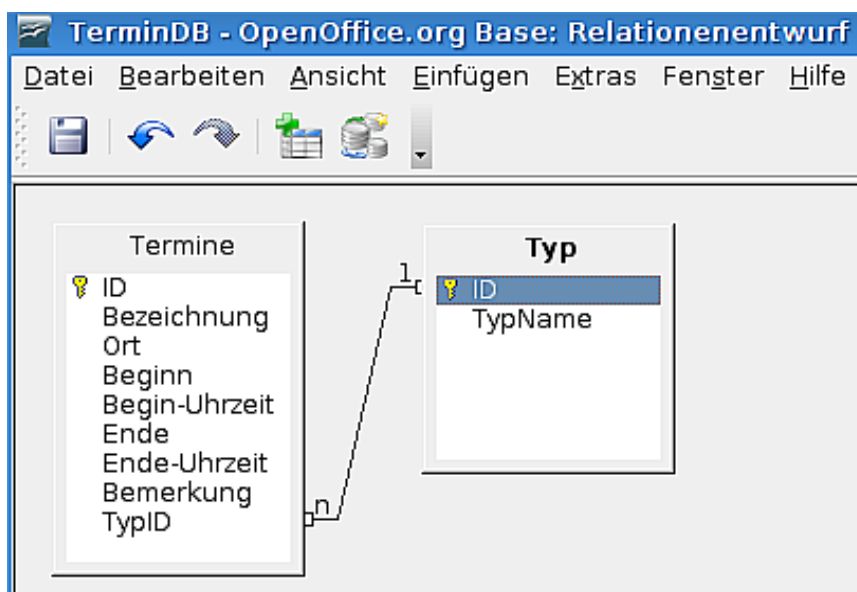 TerminDB - OpenOffice.org Base: Relationenentwurf
Datei Bearbeiten Ansicht Einfügen Extras Fenster Hilfe
Termine
ID
Bezeichnung
Ort
Beginn
Begin-Uhrzeit
Ende
Ende-Uhrzeit
Bemerkung
TypID
n
1
Typ
ID
TypName